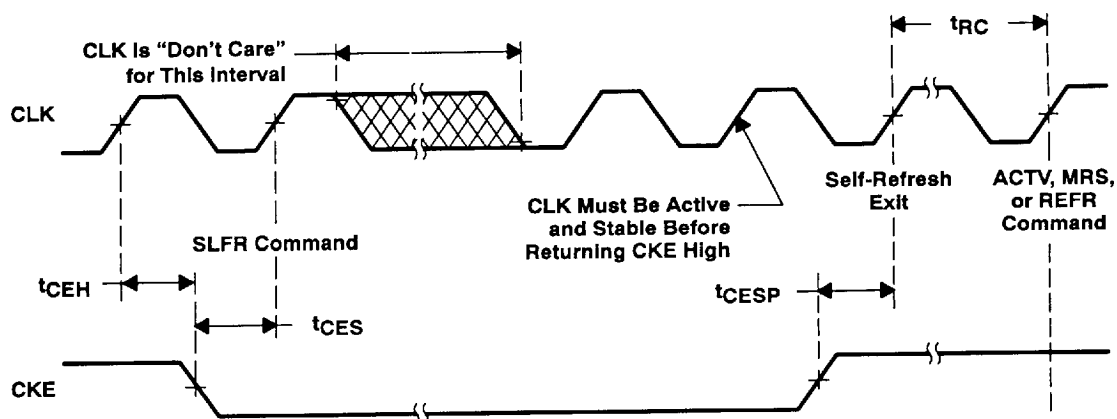 tRC
CLK Is “Don’t Care”
for This Interval
CLK
Self-Refresh
Exit
ACTV, MRS,
or REFR
Command
CLK Must Be Active
and Stable Before
Returning CKE High
SLFR Command
tCEH
tCESP
tCES
CKE